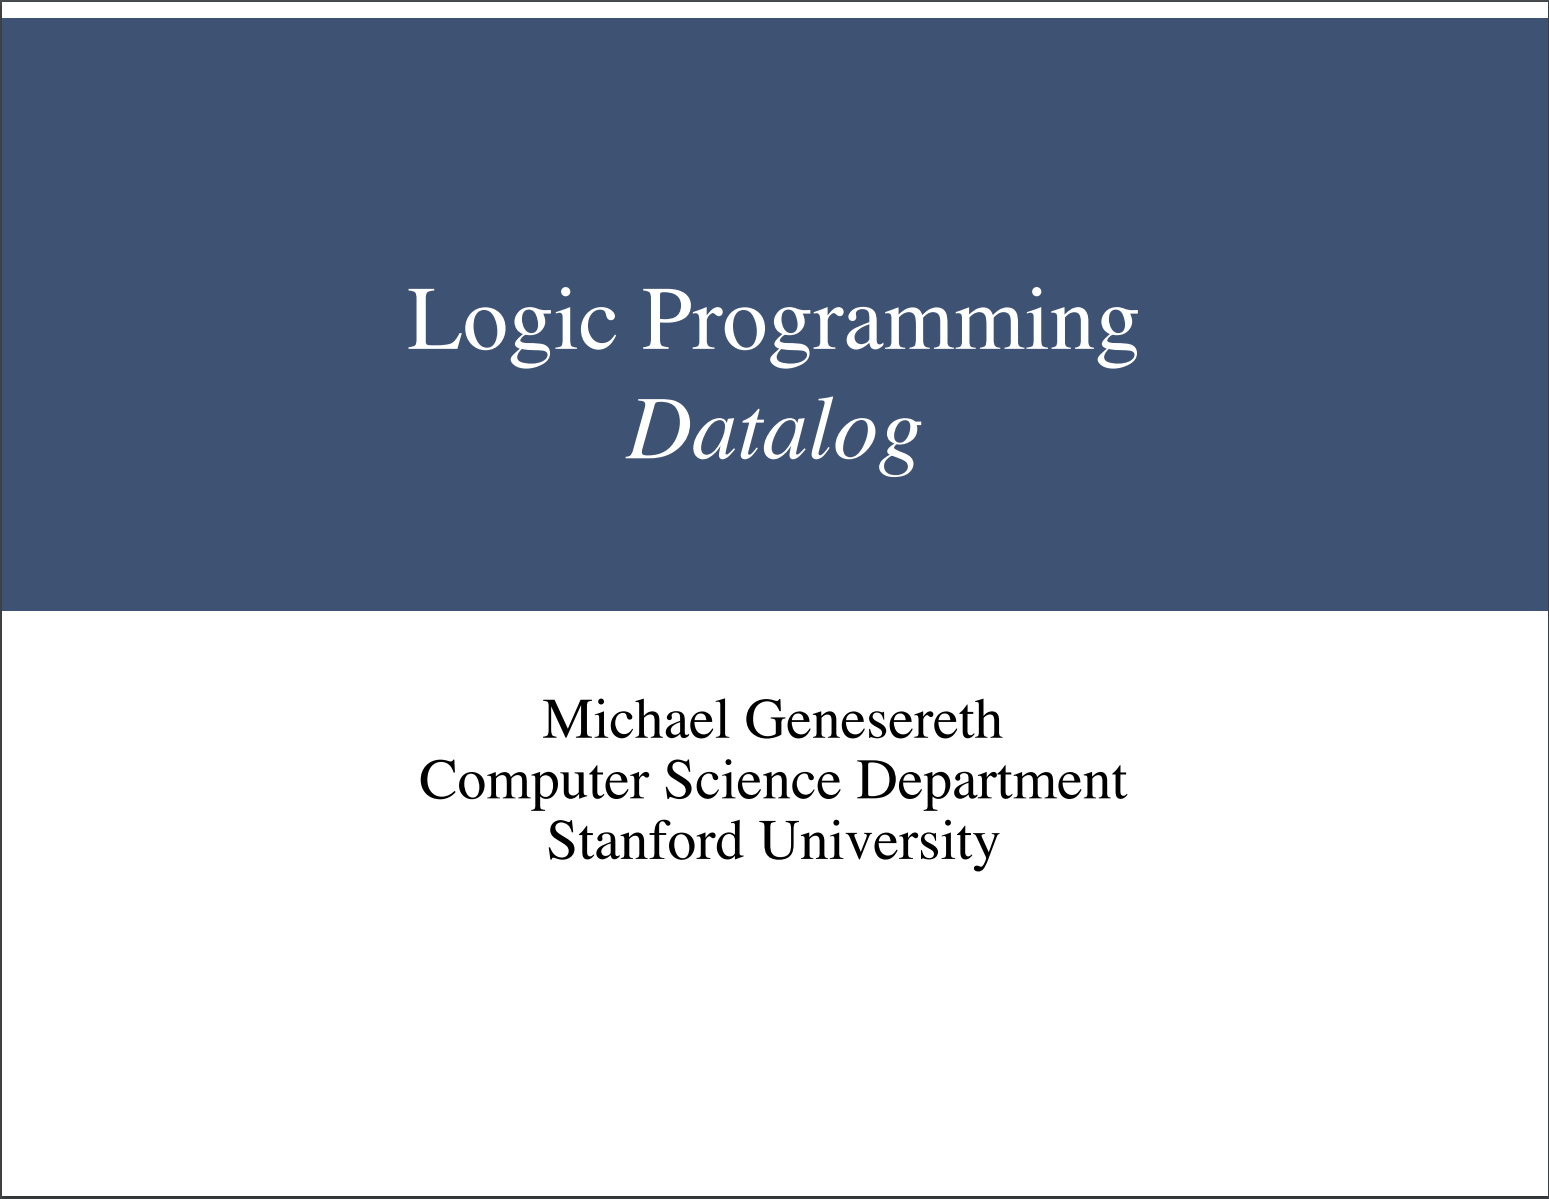 Logic Programming
Datalog
Michael Genesereth
Computer Science Department
Stanford University